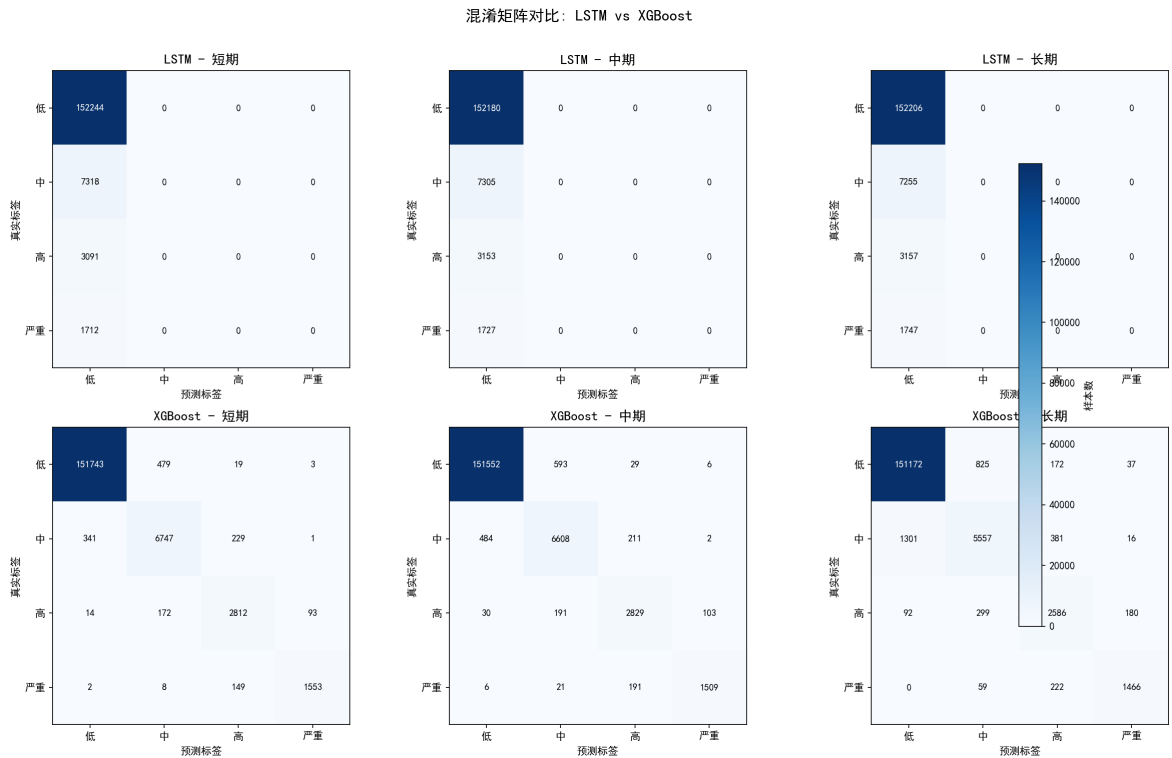 混淆矩阵对比: LSTM vs XGBoost
LSTM - 短期
低 152244 0 0 0
中 7318 0 0 0
高 3091 0 0 0
严重 1712 0 0 0
真实标签
低 中 高 严重
预测标签
LSTM - 中期
低 152180 0 0 0
中 7305 0 0 0
高 3153 0 0 0
严重 1727 0 0 0
真实标签
低 中 高 严重
预测标签
LSTM - 长期
低 152206 0 0 0
中 7255 0 0 0
高 3157 0 0 0
严重 1747 0 0 0
真实标签
低 中 高 严重
预测标签
XGBoost - 短期
低 151743 479 19 3
中 341 6747 229 1
高 14 172 2812 93
严重 2 8 149 1553
真实标签
低 中 高 严重
预测标签
XGBoost - 中期
低 151552 593 29 6
中 484 6608 211 2
高 30 191 2829 103
严重 6 21 191 1509
真实标签
低 中 高 严重
预测标签
XGBoost 长期
低 151172 825 172 37
中 1301 5557 381 16
高 92 299 2586 180
严重 0 59 222 1466
真实标签
低 中 高 严重
预测标签
140000
120000
100000
80000
60000
40000
20000
0
样本数